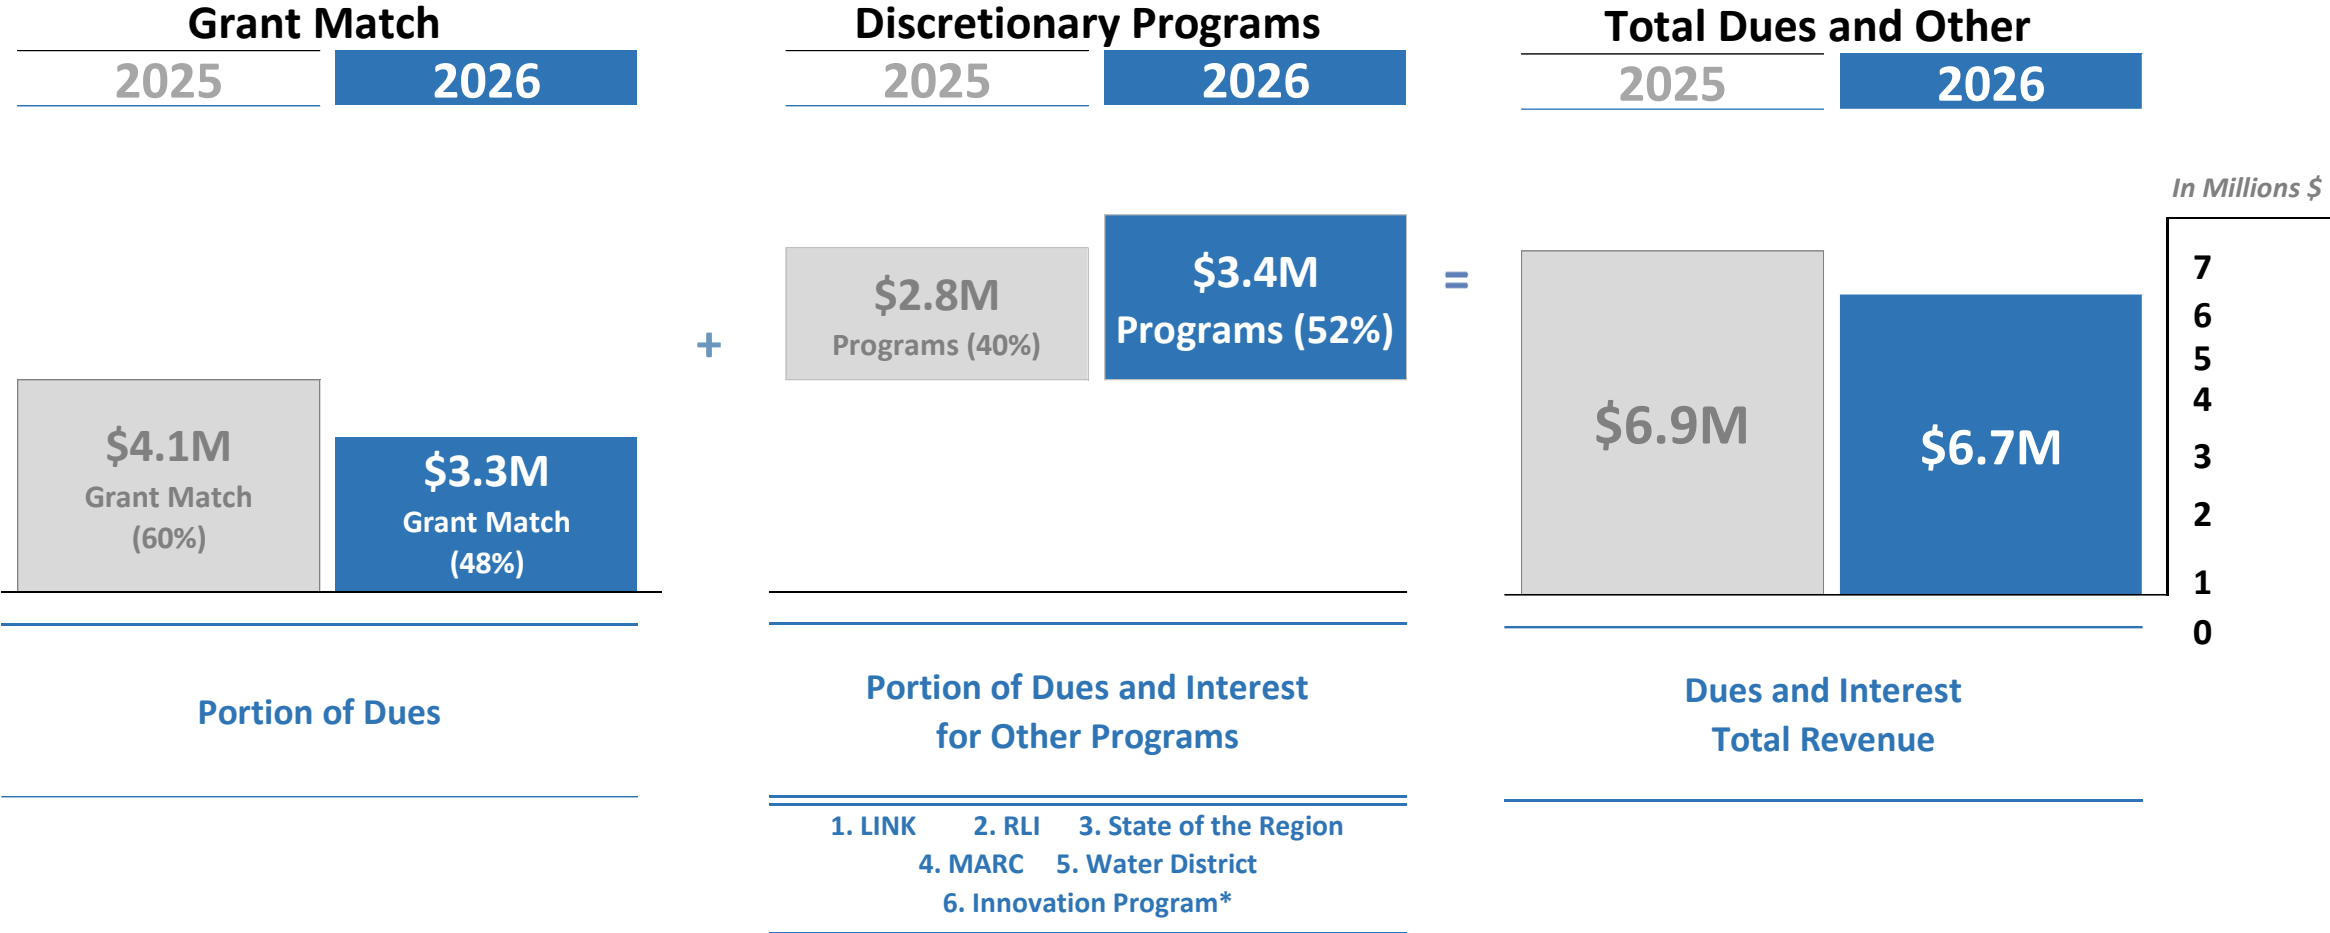 Grant Match
2025 2026
$4.1M
Grant Match
(60%)
$3.3M
Grant Match
(48%)
Portion of Dues
+
Discretionary Programs
2025 2026
$2.8M
Programs (40%)
$3.4M
Programs (52%)
Portion of Dues and Interest
for Other Programs
1. LINK 2. RLI 3. State of the Region
4. MARC 5. Water District
6. Innovation Program*
=
Total Dues and Other
2025 2026
$6.9M
$6.7M
Dues and Interest
Total Revenue
In Millions $
7
6
5
4
3
2
1
0